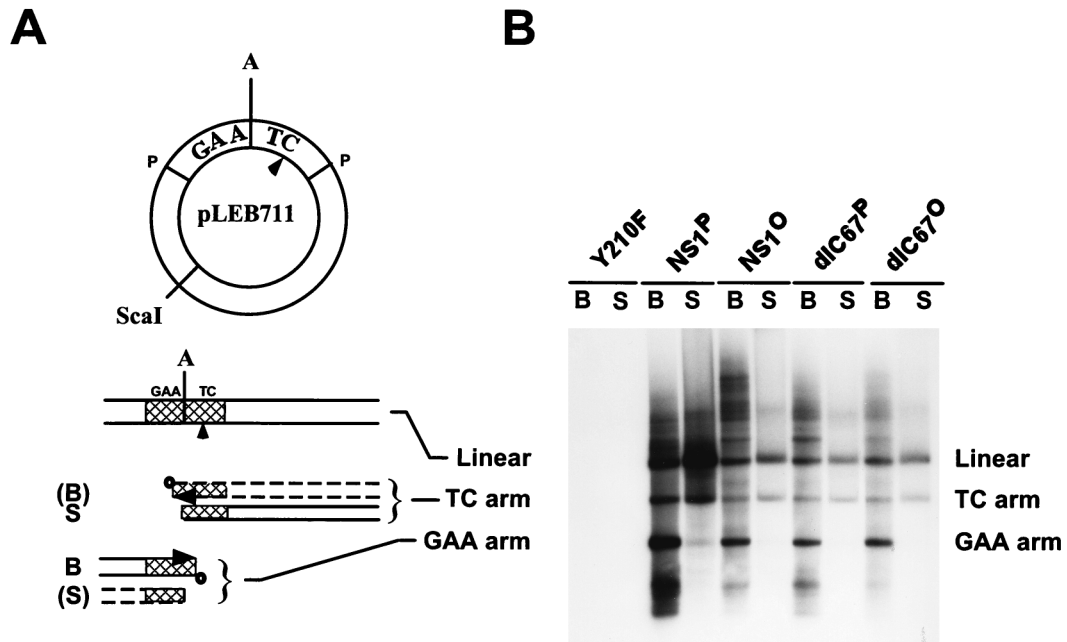 A
A
GAA TC
P P
pLEB711
ScaI
A
GAA TC
Linear
(B)
S
TC arm
GAA arm
B
(S)
B
Y210F NS1P NS1O dlC67P dlC67O
B S B S B S B S B S
Linear
TC arm
GAA arm